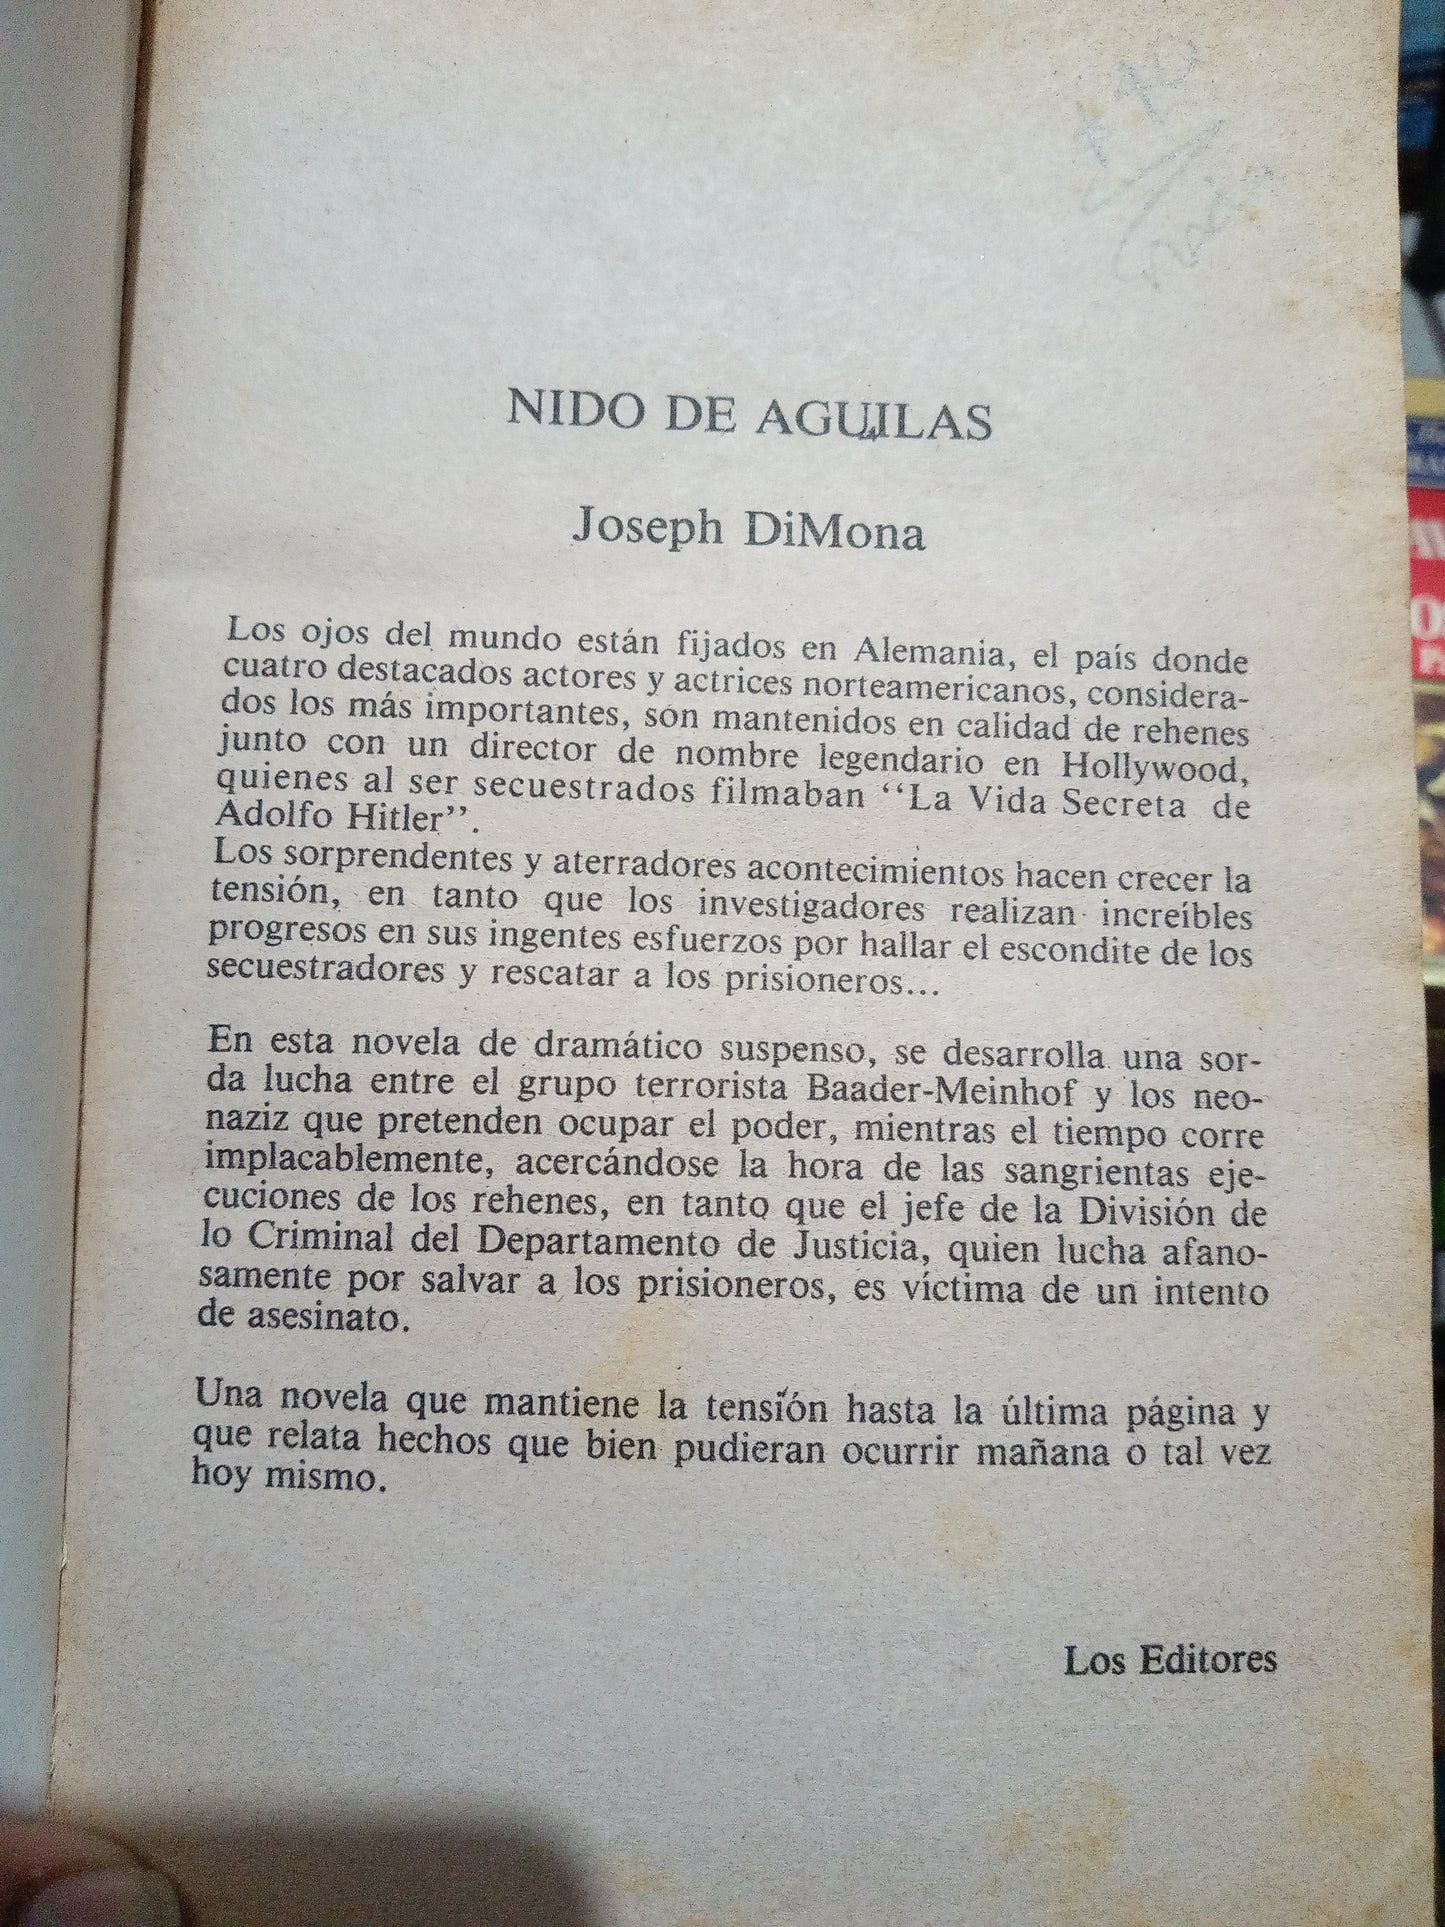 NIDO DE AGUILAS
Joseph DiMona
Los ojos del mundo están fijados en Alemania, el país donde
cuatro destacados actores y actrices norteamericanos, considera-
dos los más importantes, son mantenidos en calidad de rehenes
junto con un director de nombre legendario en Hollywood,
quienes al ser secuestrados filmaban “La Vida Secreta de
Adolfo Hitler”.
Los sorprendentes y aterradores acontecimientos hacen crecer la
tensión, en tanto que los investigadores realizan increíbles
progresos en sus ingentes esfuerzos por hallar el escondite de los
secuestradores y rescatar a los prisioneros...
En esta novela de dramático suspenso, se desarrolla una sor-
da lucha entre el grupo terrorista Baader-Meinhof y los neo-
naziz que pretenden ocupar el poder, mientras el tiempo corre
implacablemente, acercándose la hora de las sangrientas eje-
cuciones de los rehenes, en tanto que el jefe de la División de
lo Criminal del Departamento de Justicia, quien lucha afano-
samente por salvar a los prisioneros, es víctima de un intento
de asesinato.
Una novela que mantiene la tensión hasta la última página y
que relata hechos que bien pudieran ocurrir mañana o tal vez
hoy mismo.
Los Editores